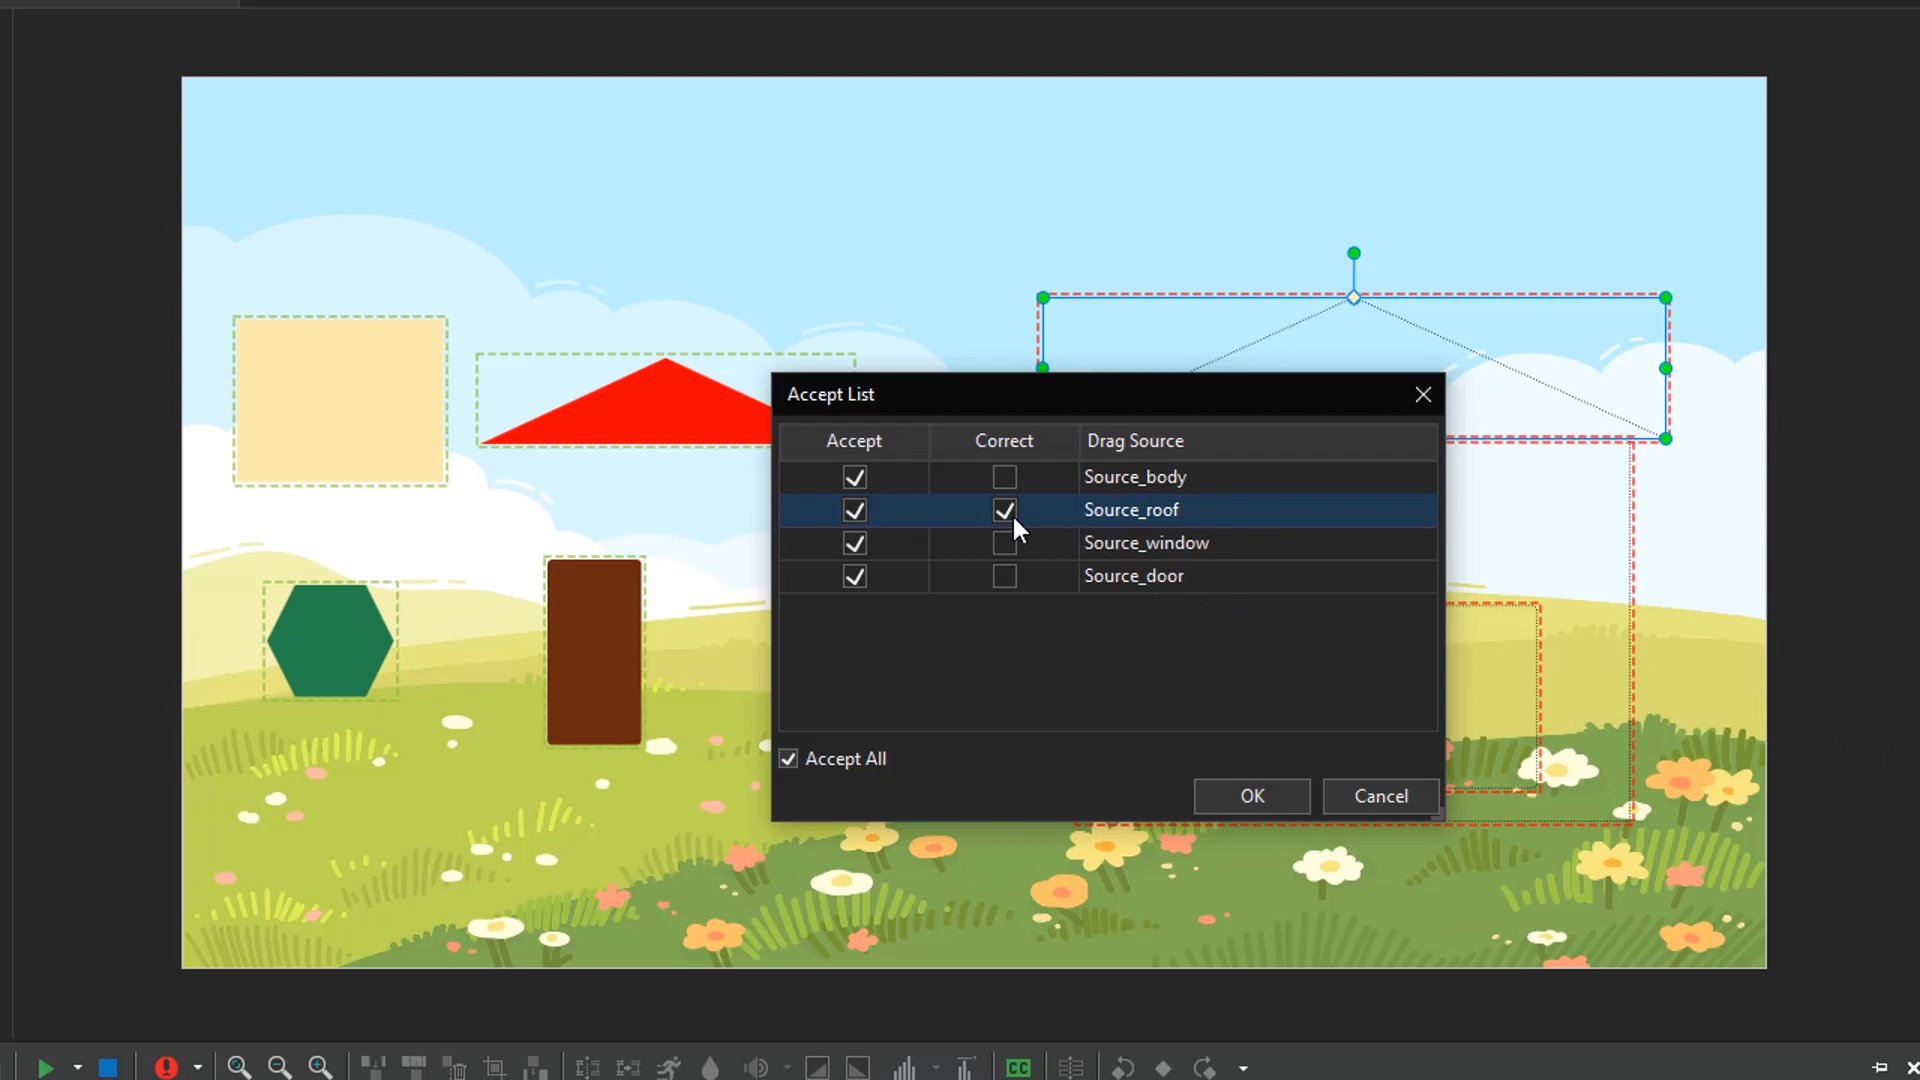 Accept List
Accept Correct Drag Source
Source_body
Source_roof
Source_window
Source_door
Accept All
OK Cancel
CC